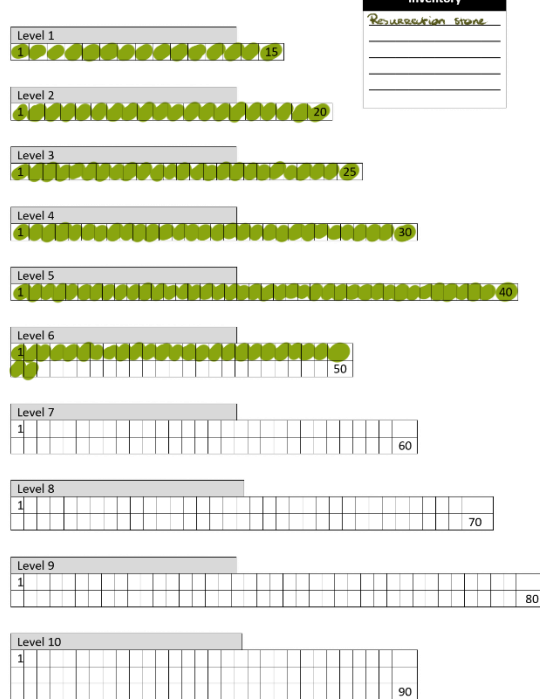 Inventory
Resurrection stone
Level 1
1 15
Level 2
1 20
Level 3
1 25
Level 4
1 30
Level 5
1 40
Level 6
1
50
Level 7
1
60
Level 8
1
70
Level 9
1
80
Level 10
1
90